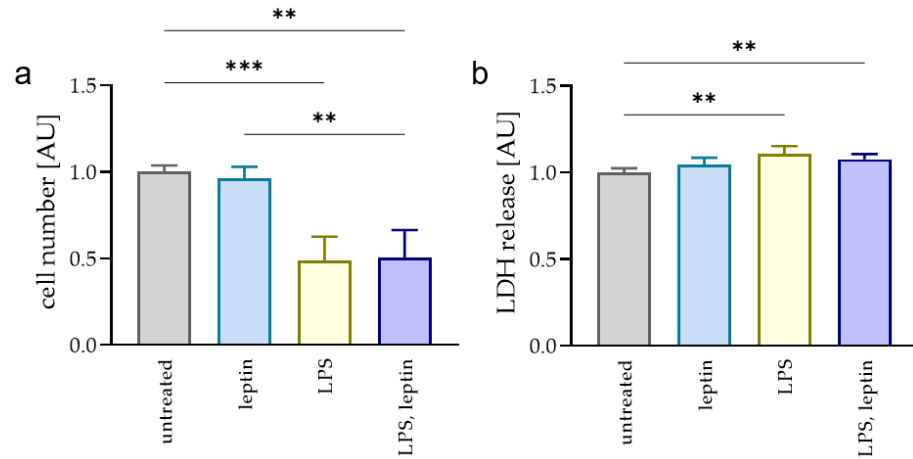 a
**
***
**
cell number [AU]
1.5
1.0
0.5
0.0
untreated
leptin
LPS
LPS, leptin
b
**
**
LDH release [AU]
1.5
1.0
0.5
0.0
untreated
leptin
LPS
LPS, leptin